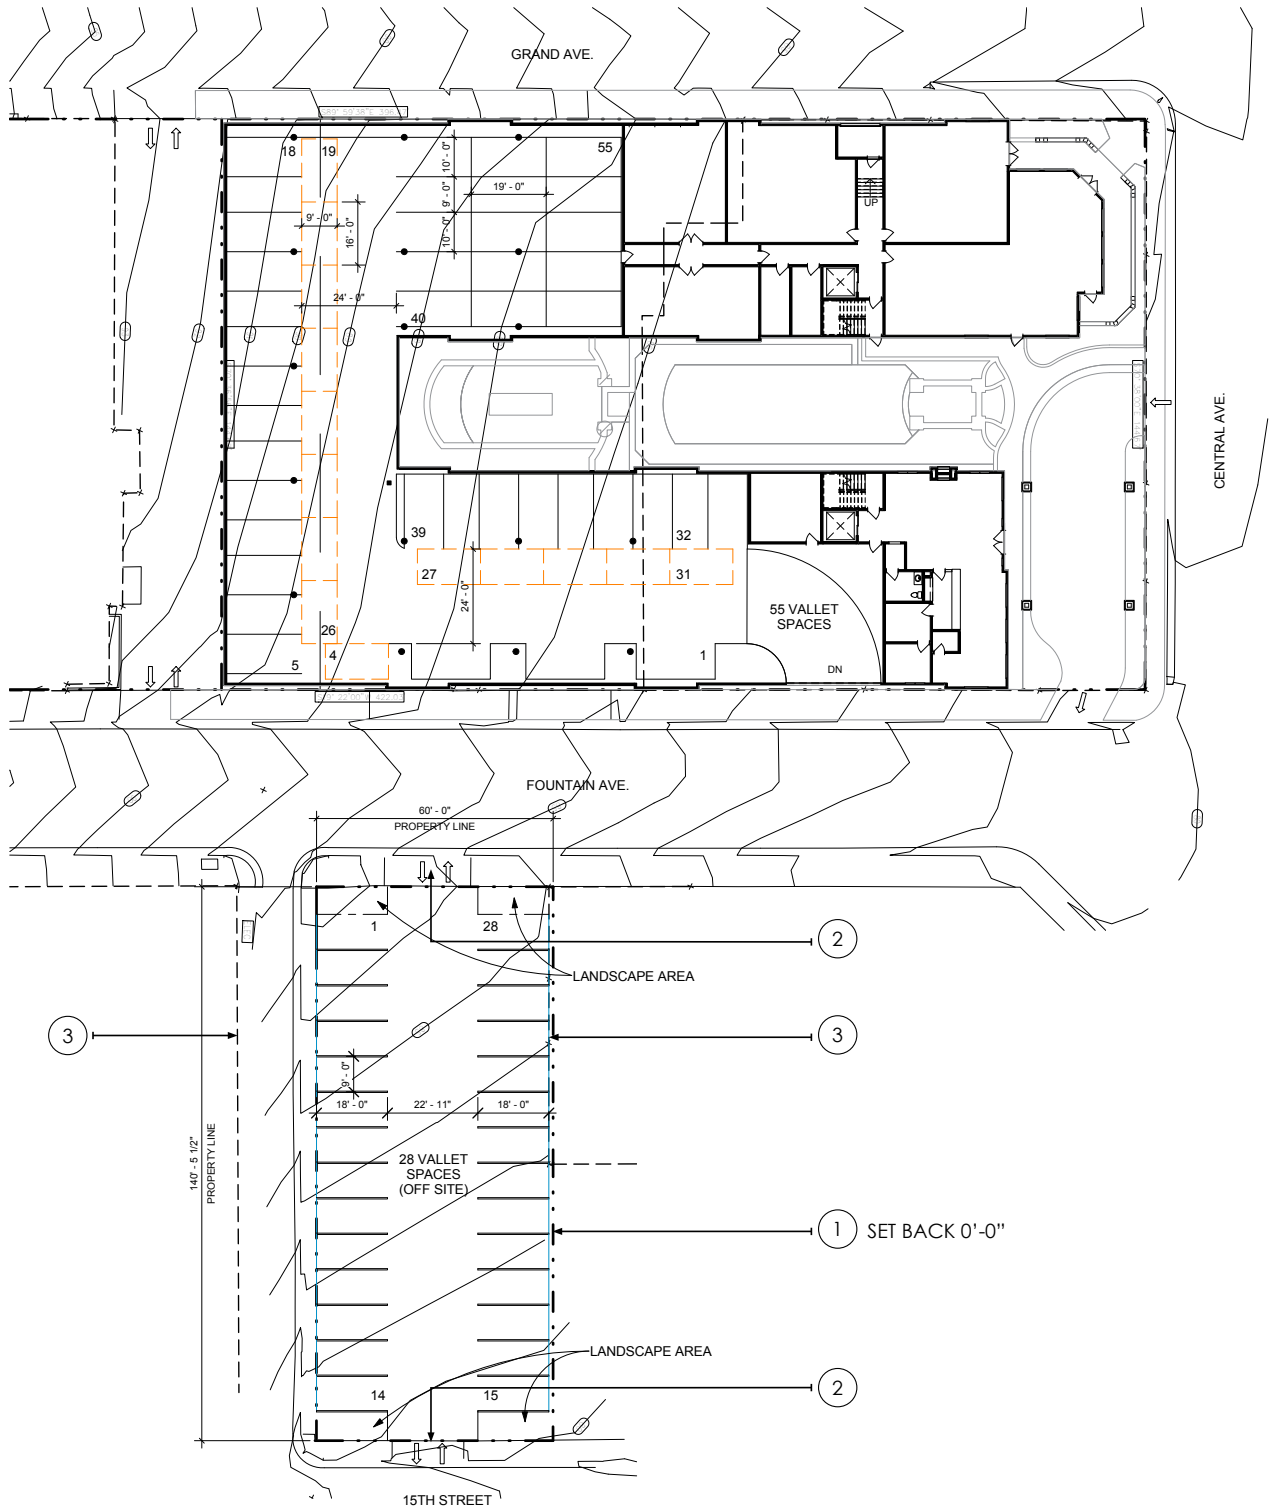 GRAND AVE.
18
19
55
10' - 0"
9' - 0"
10' - 0"
19' - 0"
9' - 0"
16' - 0"
24' - 0"
40
UP
CENTRAL AVE.
39
32
27
31
24' - 0"
55 VALLET
SPACES
26
4
5
1
DN
FOUNTAIN AVE.
60' - 0"
PROPERTY LINE
1
28
2
LANDSCAPE AREA
3
3
9' - 0"
18' - 0"
22' - 11"
18' - 0"
140' - 5 1/2"
PROPERTY LINE
28 VALLET
SPACES
(OFF SITE)
1
SET BACK 0'-0"
LANDSCAPE AREA
14
15
2
15TH STREET